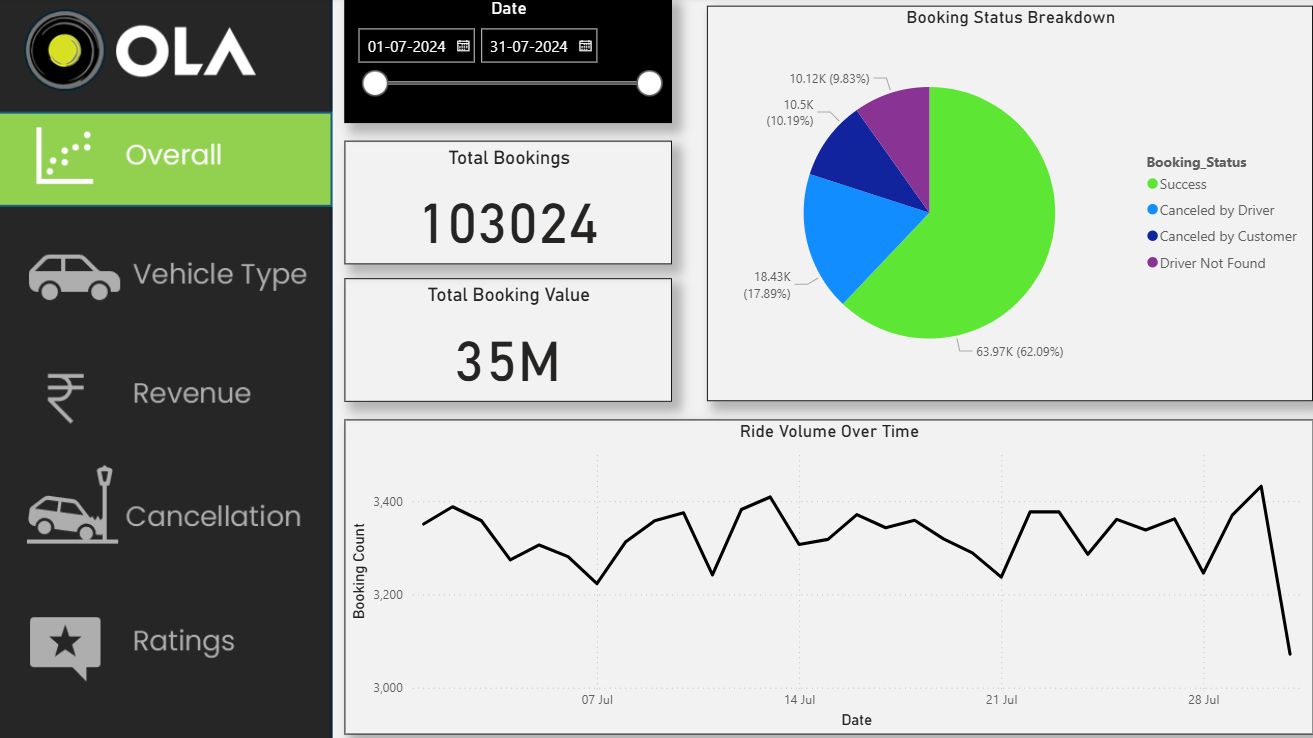 OLA
Overall
Vehicle Type
Revenue
Cancellation
Ratings
Date
01-07-2024
31-07-2024
Total Bookings
103024
Total Booking Value
35M
Booking Status Breakdown
10.12K (9.83%)
10.5K
(10.19%)
18.43K
(17.89%)
63.97K (62.09%)
Booking_Status
Success
Canceled by Driver
Canceled by Customer
Driver Not Found
Ride Volume Over Time
Booking Count
3,400
3,200
3,000
07 Jul
14 Jul
21 Jul
28 Jul
Date